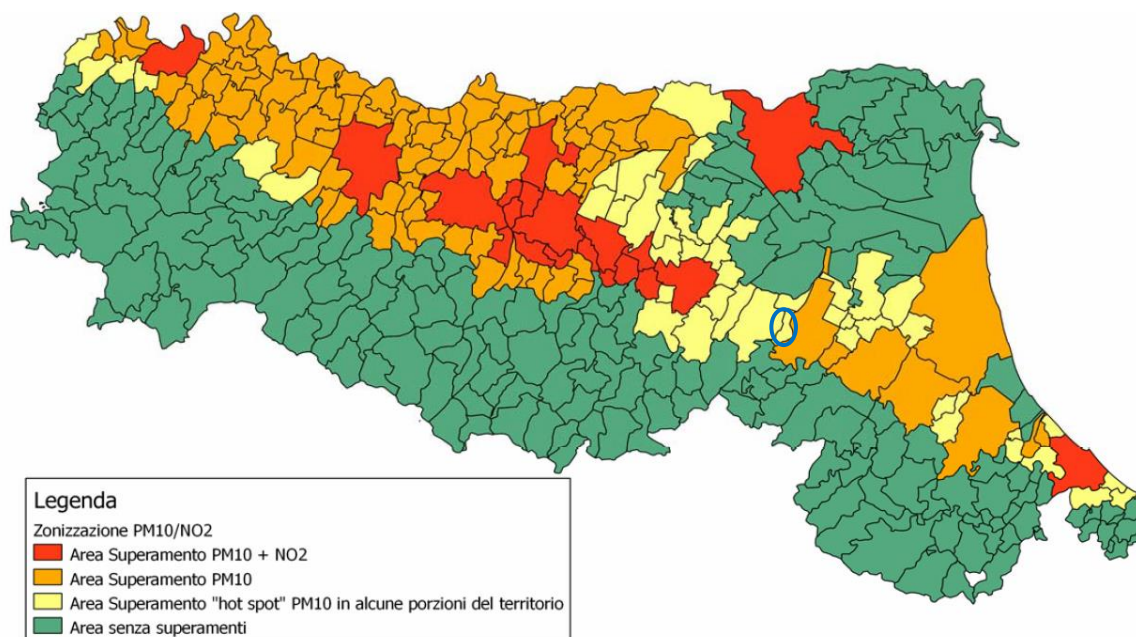 Legenda
Zonizzazione PM10/NO2
Area Superamento PM10 + NO2
Area Superamento PM10
Area Superamento "hot spot" PM10 in alcune porzioni del territorio
Area senza superamenti